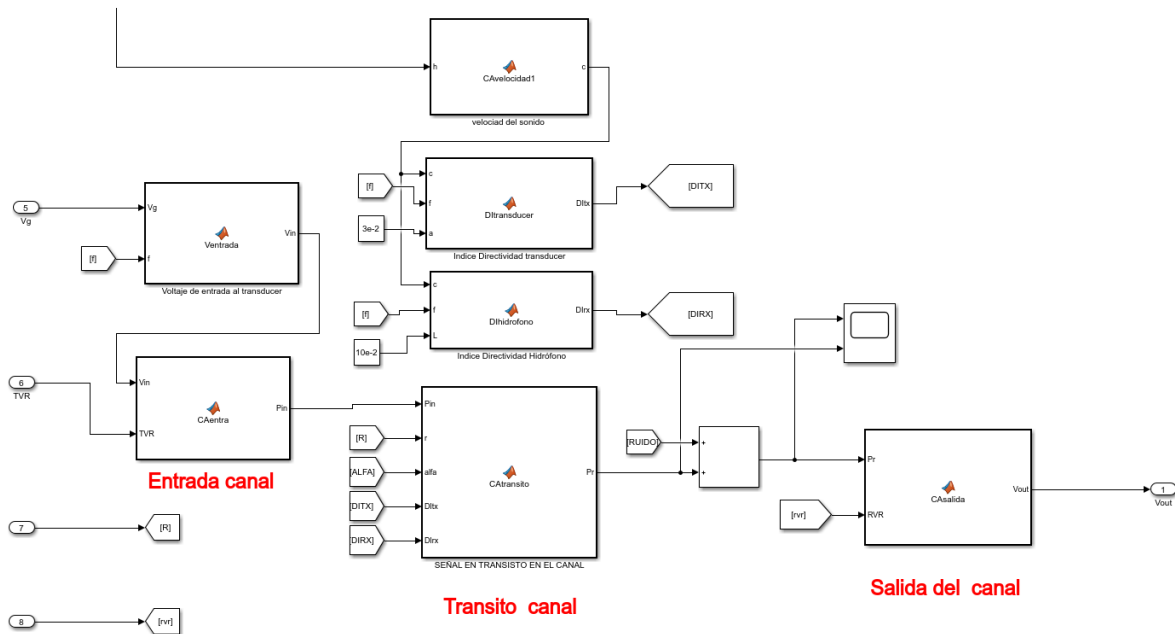 h
CAvelocidad1
c
velociad del sonido
5
Vg
[f]
Vg
f
Ventrada
Vin
Voltaje de entrada al transducer
[f]
3e-2
c
f
a
DItransducer
DItx
Indice Directividad transducer
[DITX]
[f]
10e-2
c
f
L
DIhidrofono
DIrx
Indice Directividad Hidrófono
[DIRX]
6
TVR
Vin
TVR
CAentra
Pin
Entrada canal
[R]
[ALFA]
[DITX]
[DIRX]
Pin
r
alfa
DItx
DIrx
CAtransito
Pr
SEÑAL EN TRANSISTO EN EL CANAL
Transito canal
[RUIDO]
+
+
[rvr]
Pr
RVR
CAsalida
Vout
1
Vout
Salida del canal
7
[R]
8
[rvr]